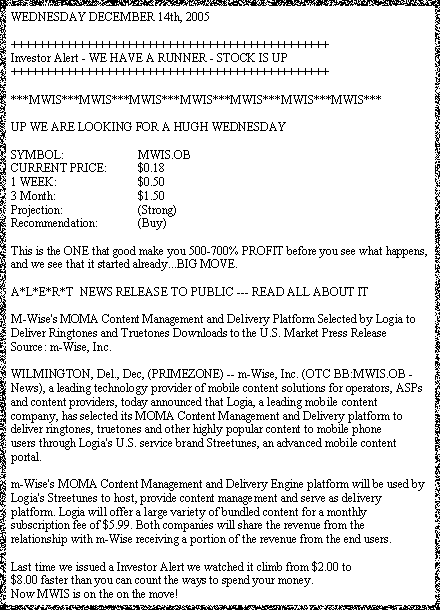 WEDNESDAY DECEMBER 14th, 2005
++++++++++++++++++++++++++++++++++++++++++++
Investor Alert - WE HAVE A RUNNER - STOCK IS UP
++++++++++++++++++++++++++++++++++++++++++++
***MWIS***MWIS***MWIS***MWIS***MWIS***MWIS***MWIS***
UP WE ARE LOOKING FOR A HUGH WEDNESDAY
SYMBOL: MWIS.OB
CURRENT PRICE: $0.18
1 WEEK: $0.50
3 Month: $1.50
Projection: (Strong)
Recommendation: (Buy)
This is the ONE that good make you 500-700% PROFIT before you see what happens,
and we see that it started already...BIG MOVE.
A*L*E*R*T NEWS RELEASE TO PUBLIC --- READ ALL ABOUT IT
M-Wise's MOMA Content Management and Delivery Platform Selected by Logia to
Deliver Ringtones and Truetones Downloads to the U.S. Market Press Release
Source: m-Wise, Inc.
WILMINGTON, Del., Dec, (PRIMEZONE) -- m-Wise, Inc. (OTC BB:MWIS.OB -
News), a leading technology provider of mobile content solutions for operators, ASPs
and content providers, today announced that Logia, a leading mobile content
company, has selected its MOMA Content Management and Delivery platform to
deliver ringtones, truetones and other highly popular content to mobile phone
users through Logia's U.S. service brand Streetunes, an advanced mobile content
portal.
m-Wise's MOMA Content Management and Delivery Engine platform will be used by
Logia's Streetunes to host, provide content management and serve as delivery
platform. Logia will offer a large variety of bundled content for a monthly
subscription fee of $5.99. Both companies will share the revenue from the
relationship with m-Wise receiving a portion of the revenue from the end users.
Last time we issued a Investor Alert we watched it climb from $2.00 to
$8.00 faster than you can count the ways to spend your money.
Now MWIS is on the on the move!